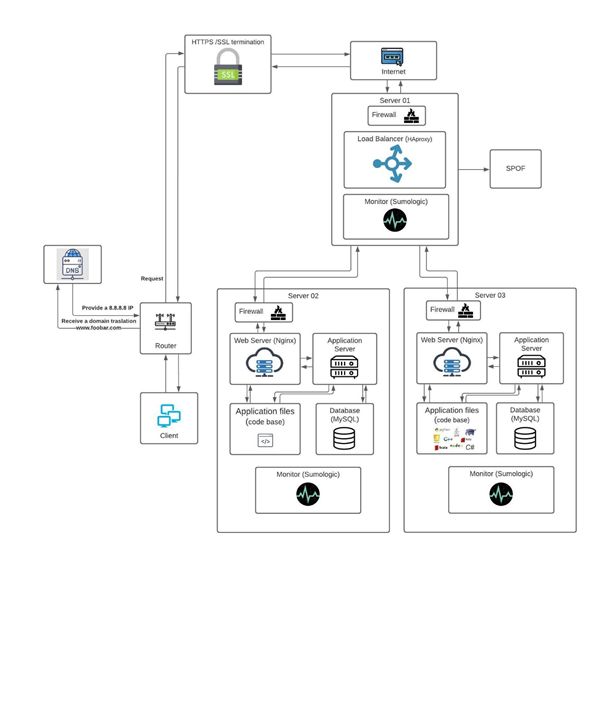 HTTPS /SSL termination
SSL
Internet
Server 01
Firewall
Load Balancer (HAproxy)
Monitor (Sumologic)
SPOF
DNS
Request
Provide a 8.8.8.8 IP
Receive a domain traslation
www.foobar.com
Router
Client
Server 02
Firewall
Web Server (Nginx)
Application
Server
Application files
(code base)
Database
(MySQL)
Monitor (Sumologic)
Server 03
Firewall
Web Server (Nginx)
Application
Server
Application files
(code base)
C++
C#
Database
(MySQL)
Monitor (Sumologic)